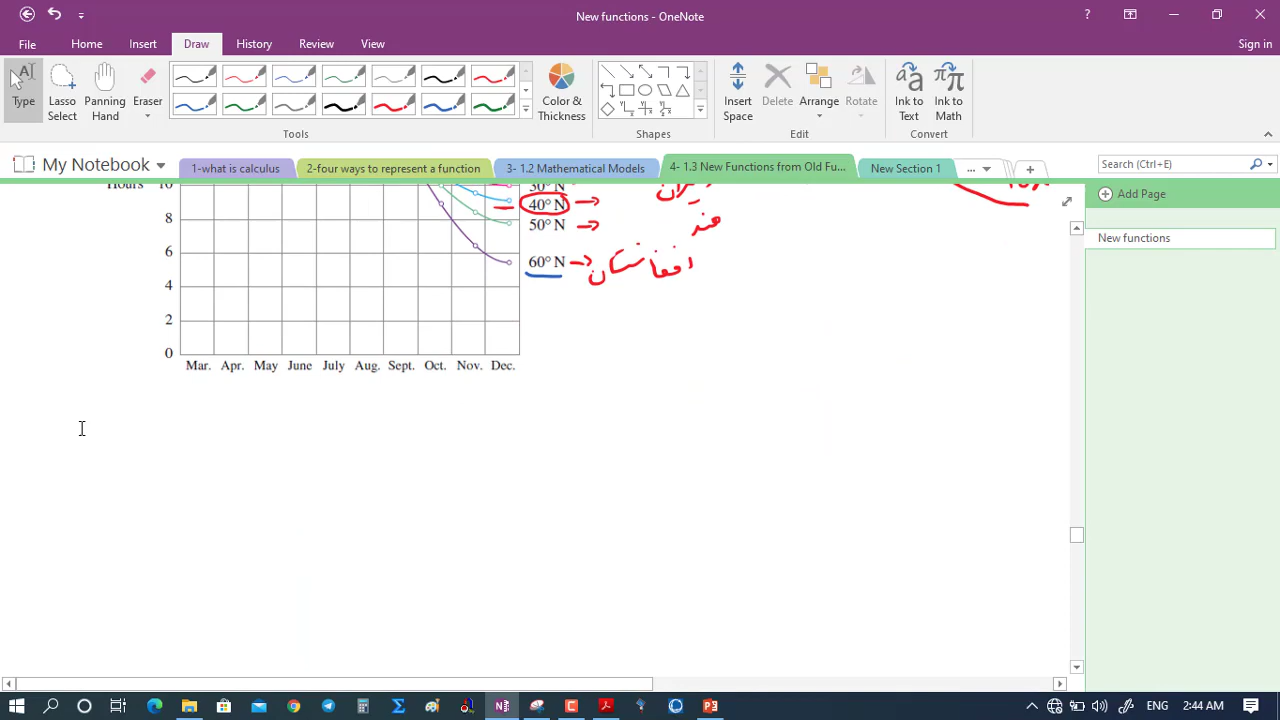 New functions - OneNote
? 
Sign in
File Home Insert Draw History Review View
Type
Lasso Select
Panning Hand
Eraser
Color & Thickness
Insert Space
Delete
Arrange
Rotate
Ink to Text
Ink to Math
Tools
Shapes
Edit
Convert
My Notebook
1-what is calculus
2-four ways to represent a function
3- 1.2 Mathematical Models
4- 1.3 New Functions from Old Fu...
New Section 1
...
Search (Ctrl+E)
Add Page
New functions
Hours 10
30° N
40° N → ایران
8
50° N → هند
6
60° N → افغانستان
4
2
0
Mar. Apr. May June July Aug. Sept. Oct. Nov. Dec.
ENG 2:44 AM